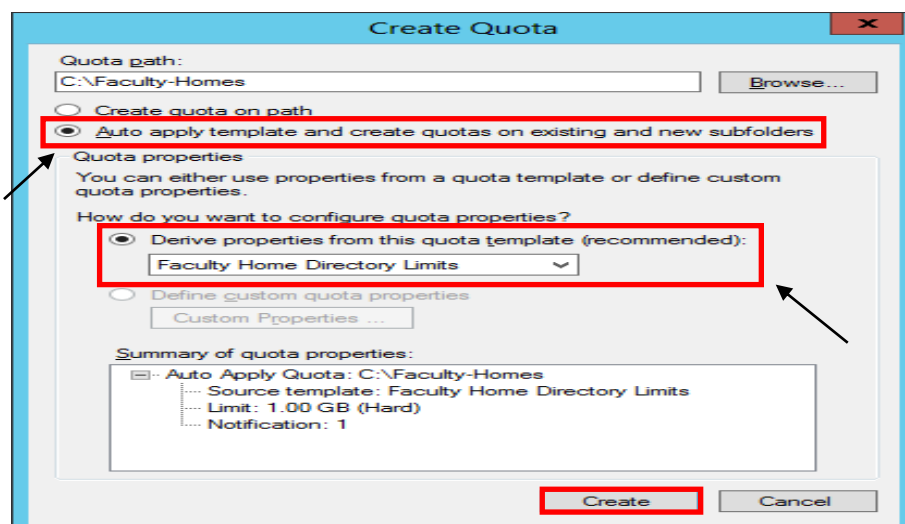 Create Quota
Quota path:
C:\Faculty-Homes
Browse...
Create quota on path
Auto apply template and create quotas on existing and new subfolders
Quota properties
You can either use properties from a quota template or define custom
quota properties.
How do you want to configure quota properties?
Derive properties from this quota template (recommended):
Faculty Home Directory Limits
Define custom quota properties
Custom Properties ...
Summary of quota properties:
Auto Apply Quota: C:\Faculty-Homes
Source template: Faculty Home Directory Limits
Limit: 1.00 GB (Hard)
Notification: 1
Create Cancel